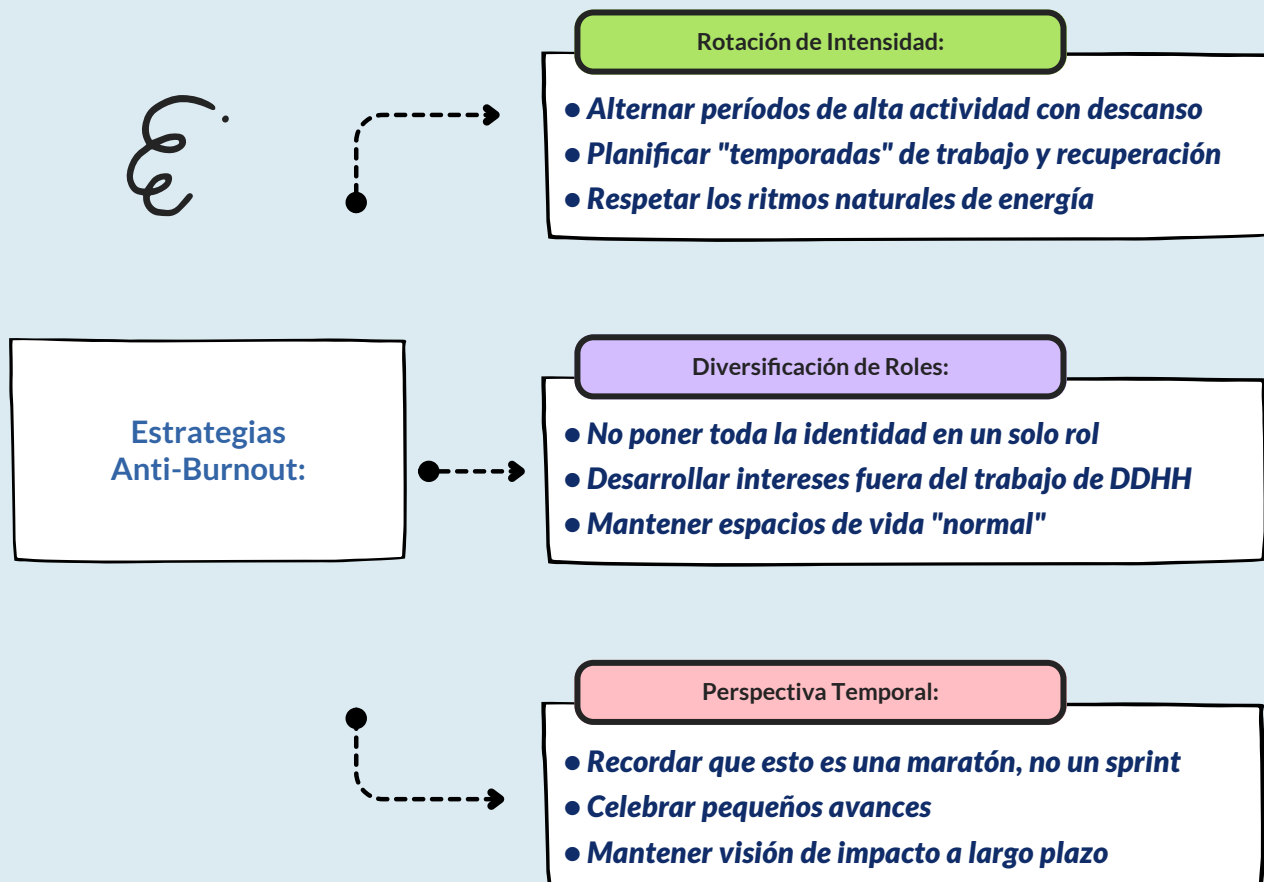 Rotación de Intensidad:
● Alternar períodos de alta actividad con descanso
● Planificar "temporadas" de trabajo y recuperación
● Respetar los ritmos naturales de energía
Estrategias
Anti-Burnout:
Diversificación de Roles:
● No poner toda la identidad en un solo rol
● Desarrollar intereses fuera del trabajo de DDHH
● Mantener espacios de vida "normal"
Perspectiva Temporal:
● Recordar que esto es una maratón, no un sprint
● Celebrar pequeños avances
● Mantener visión de impacto a largo plazo